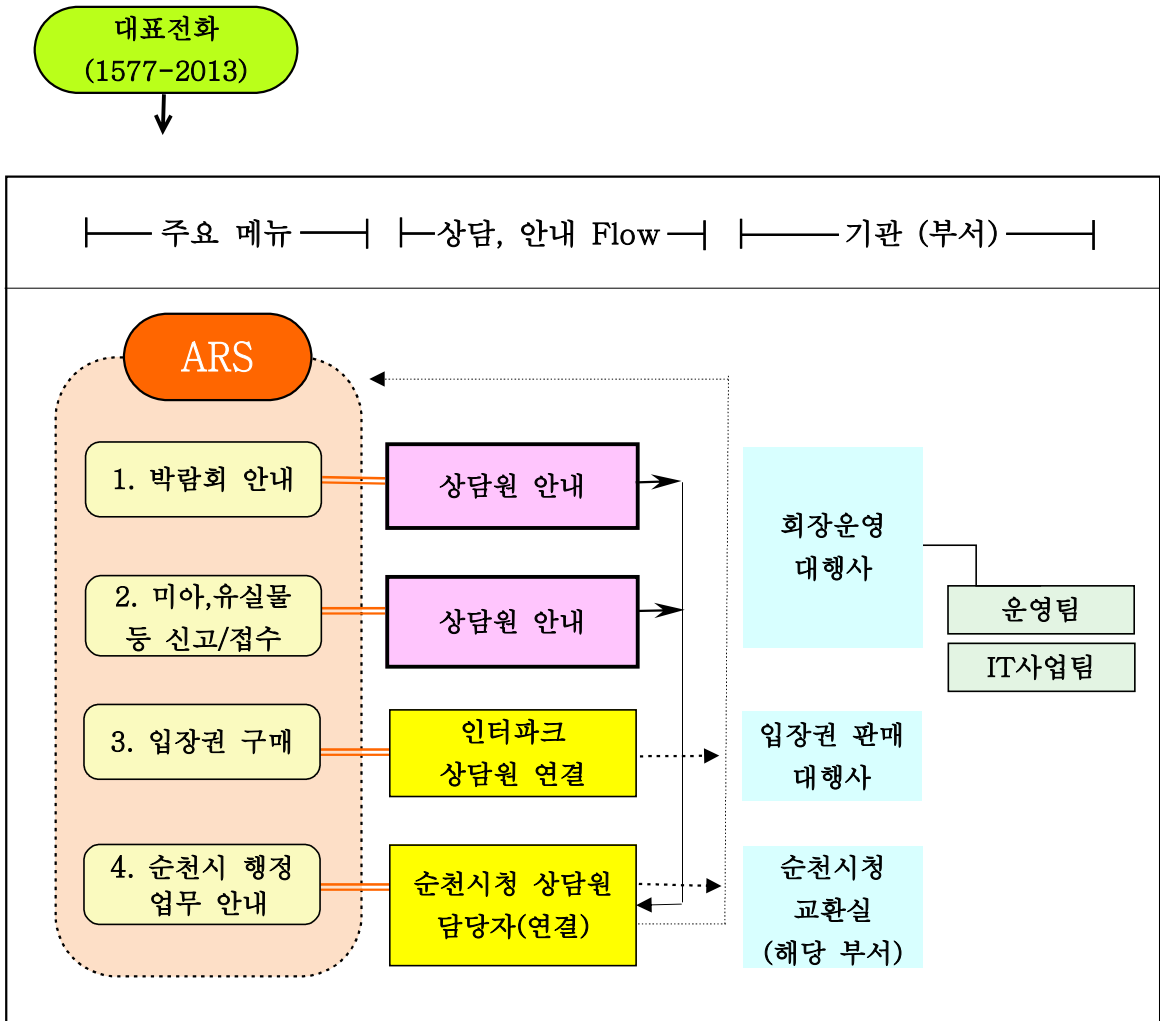 대표전화
(1577-2013)
주요 메뉴
상담, 안내 Flow
기관 (부서)
ARS
1. 박람회 안내
상담원 안내
회장운영
대행사
2. 미아,유실물
등 신고/접수
상담원 안내
운영팀
IT사업팀
3. 입장권 구매
인터파크
상담원 연결
입장권 판매
대행사
4. 순천시 행정
업무 안내
순천시청 상담원
담당자(연결)
순천시청
교환실
(해당 부서)